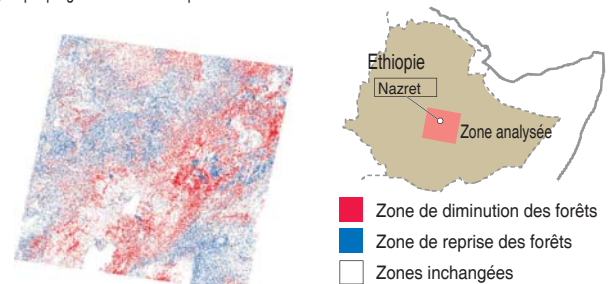 Ethiopie
Nazret
Zone analysée
Zone de diminution des forêts
Zone de reprise des forêts
Zones inchangées